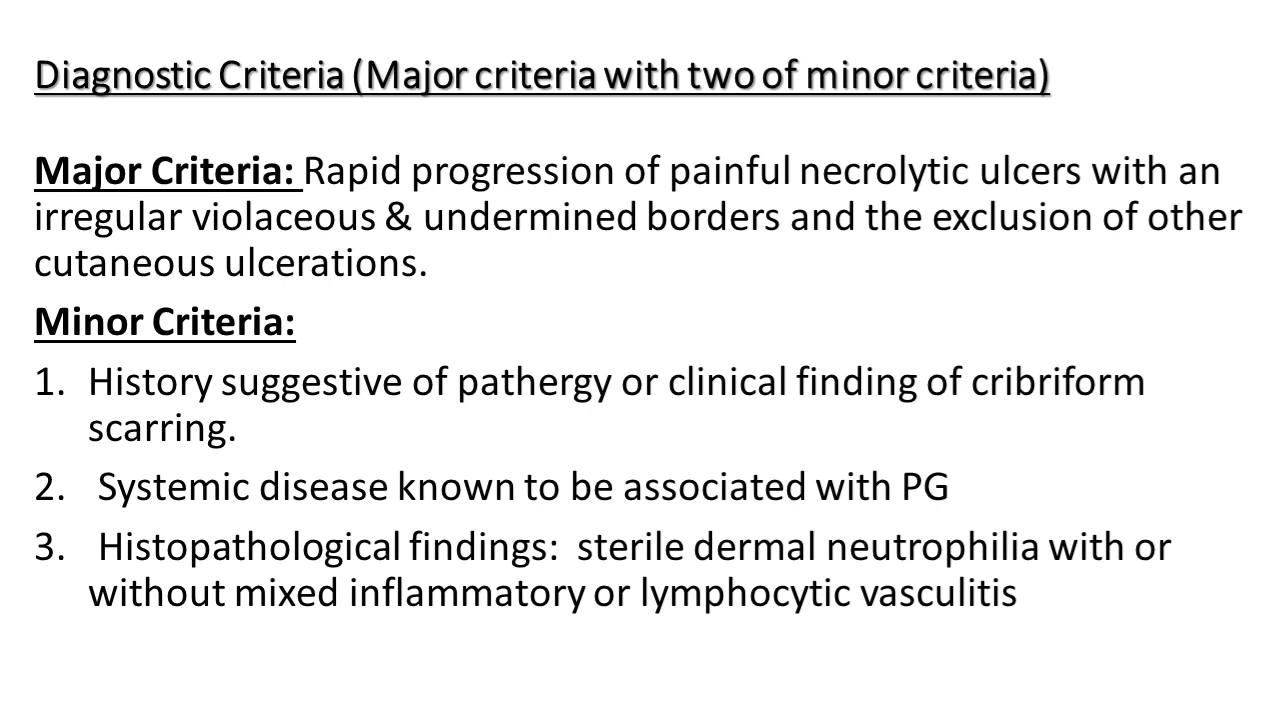 Diagnostic Criteria (Major criteria with two of minor criteria)
Major Criteria: Rapid progression of painful necrolytic ulcers with an
irregular violaceous & undermined borders and the exclusion of other
cutaneous ulcerations.
Minor Criteria:
1. History suggestive of pathergy or clinical finding of cribriform
scarring.
2. Systemic disease known to be associated with PG
3. Histopathological findings: sterile dermal neutrophilia with or
without mixed inflammatory or lymphocytic vasculitis